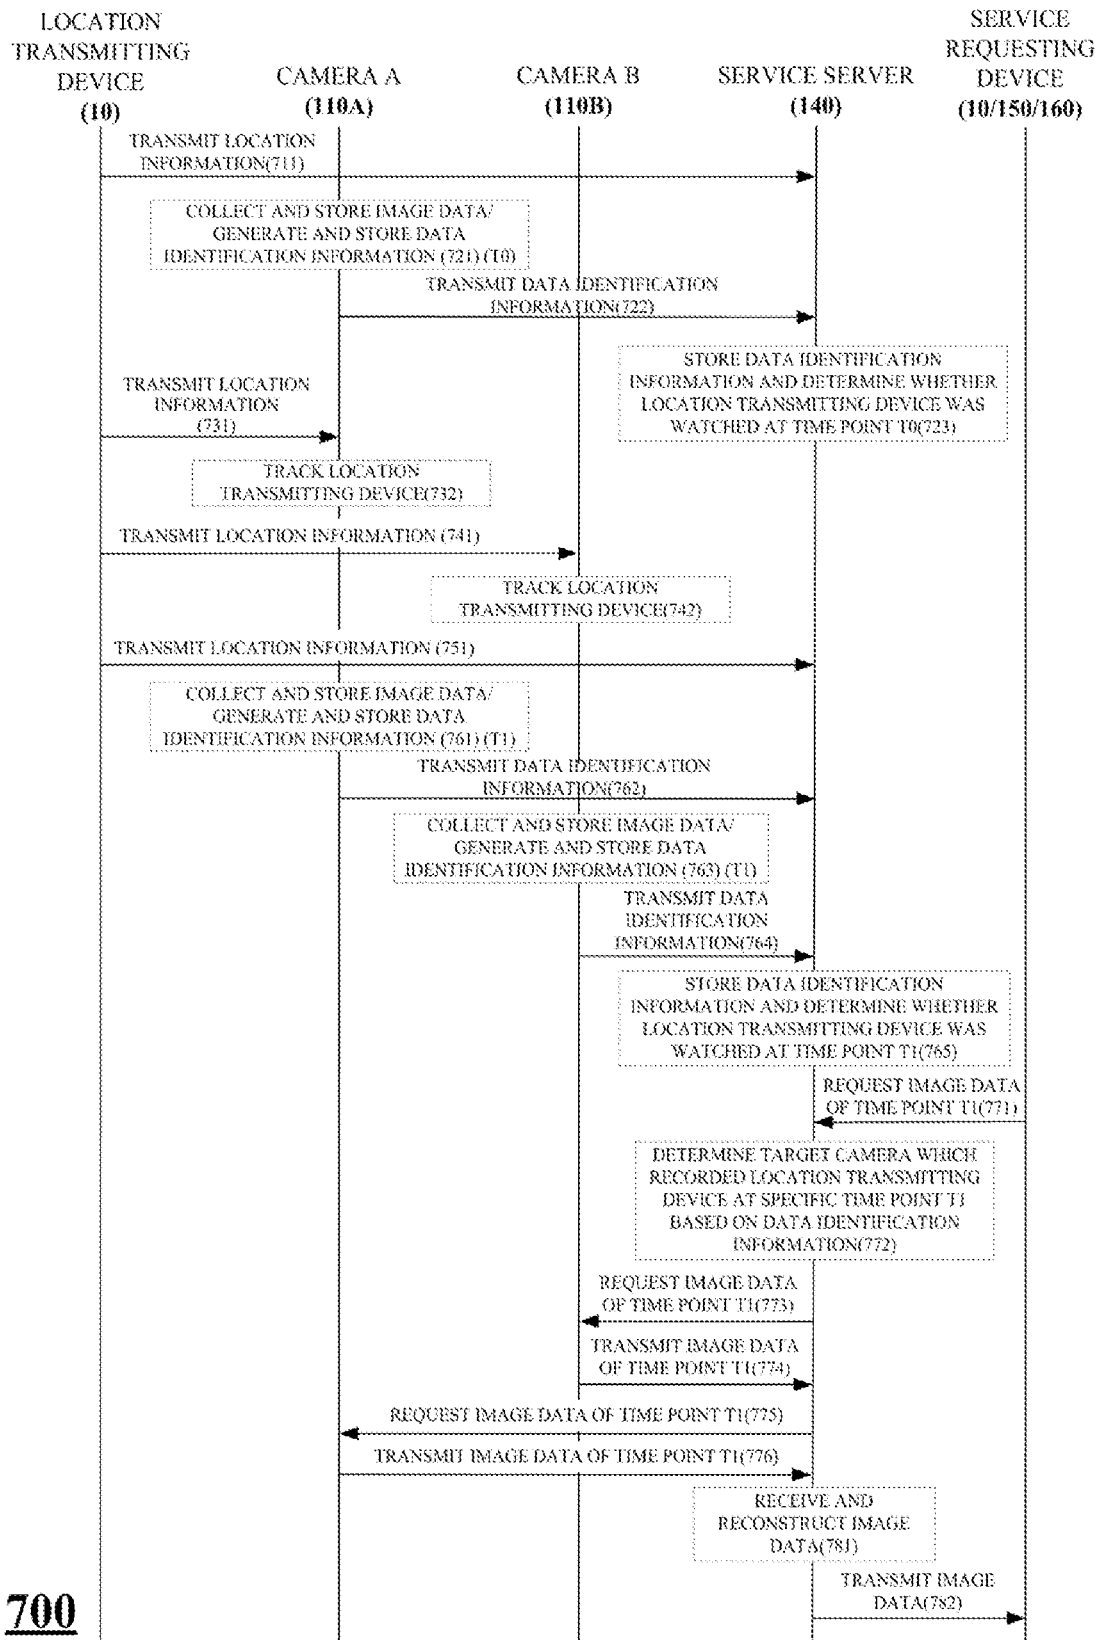 LOCATION
TRANSMITTING
DEVICE
(10)
CAMERA A
(110A)
CAMERA B
(110B)
SERVICE SERVER
(140)
SERVICE
REQUESTING
DEVICE
(10/150/160)
TRANSMIT LOCATION
INFORMATION(711)
COLLECT AND STORE IMAGE DATA/
GENERATE AND STORE DATA
IDENTIFICATION INFORMATION (721) (T0)
TRANSMIT DATA IDENTIFICATION
INFORMATION(722)
STORE DATA IDENTIFICATION
INFORMATION AND DETERMINE WHETHER
LOCATION TRANSMITTING DEVICE WAS
WATCHED AT TIME POINT T0(723)
TRANSMIT LOCATION
INFORMATION
(731)
TRACK LOCATION
TRANSMITTING DEVICE(732)
TRANSMIT LOCATION INFORMATION (741)
TRACK LOCATION
TRANSMITTING DEVICE(742)
TRANSMIT LOCATION INFORMATION (751)
COLLECT AND STORE IMAGE DATA/
GENERATE AND STORE DATA
IDENTIFICATION INFORMATION (761) (T1)
TRANSMIT DATA IDENTIFICATION
INFORMATION(762)
COLLECT AND STORE IMAGE DATA/
GENERATE AND STORE DATA
IDENTIFICATION INFORMATION (763) (T1)
TRANSMIT DATA
IDENTIFICATION
INFORMATION(764)
STORE DATA IDENTIFICATION
INFORMATION AND DETERMINE WHETHER
LOCATION TRANSMITTING DEVICE WAS
WATCHED AT TIME POINT T1(765)
REQUEST IMAGE DATA
OF TIME POINT T1(771)
DETERMINE TARGET CAMERA WHICH
RECORDED LOCATION TRANSMITTING
DEVICE AT SPECIFIC TIME POINT T1
BASED ON DATA IDENTIFICATION
INFORMATION(772)
REQUEST IMAGE DATA
OF TIME POINT T1(773)
TRANSMIT IMAGE DATA
OF TIME POINT T1(774)
REQUEST IMAGE DATA OF TIME POINT T1(775)
TRANSMIT IMAGE DATA OF TIME POINT T1(776)
RECEIVE AND
RECONSTRUCT IMAGE
DATA(781)
TRANSMIT IMAGE
DATA(782)
700